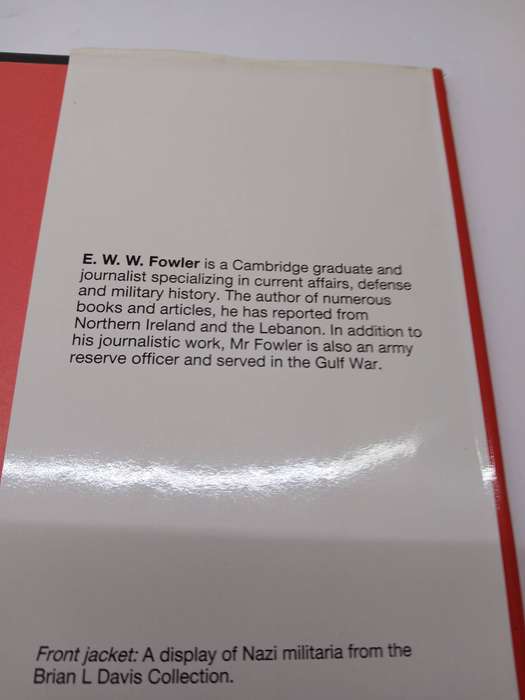 E. W. W. Fowler is a Cambridge graduate and
journalist specializing in current affairs, defense
and military history. The author of numerous
books and articles, he has reported from
Northern Ireland and the Lebanon. In addition to
his journalistic work, Mr Fowler is also an army
reserve officer and served in the Gulf War.
Front jacket: A display of Nazi militaria from the
Brian L Davis Collection.